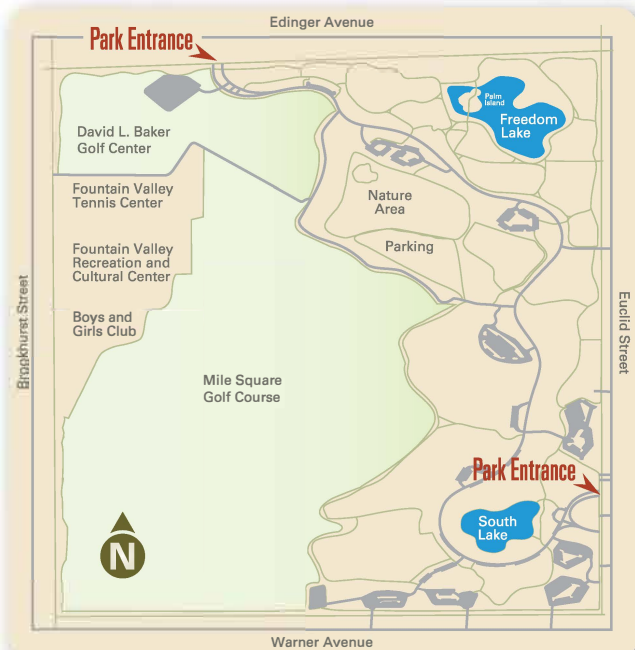 Edinger Avenue
Park Entrance
Palm
Island
Freedom
Lake
David L. Baker
Golf Center
Fountain Valley
Tennis Center
Nature
Area
Parking
Fountain Valley
Recreation and
Cultural Center
Brookhurst Street
Euclid Street
Boys and
Girls Club
Mile Square
Golf Course
Park Entrance
South
Lake
N
Warner Avenue